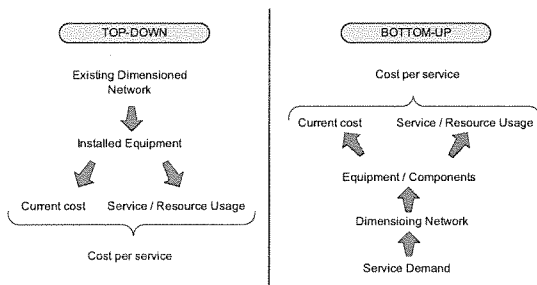 TOP-DOWN
Existing Dimensioned
Network
Installed Equipment
Current cost Service / Resource Usage
Cost per service
BOTTOM-UP
Cost per service
Current cost Service / Resource Usage
Equipment / Components
Dimensioing Network
Service Demand